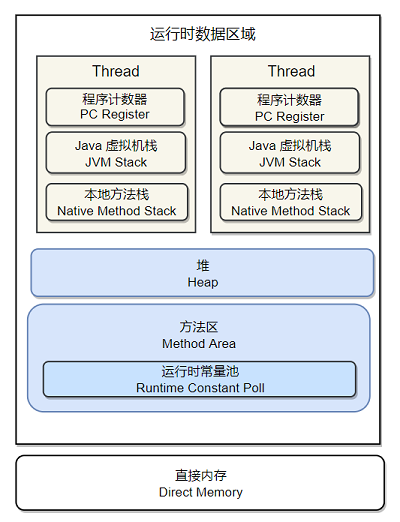 运行时数据区域
Thread
程序计数器
PC Register
Java 虚拟机栈
JVM Stack
本地方法栈
Native Method Stack
Thread
程序计数器
PC Register
Java 虚拟机栈
JVM Stack
本地方法栈
Native Method Stack
堆
Heap
方法区
Method Area
运行时常量池
Runtime Constant Poll
直接内存
Direct Memory